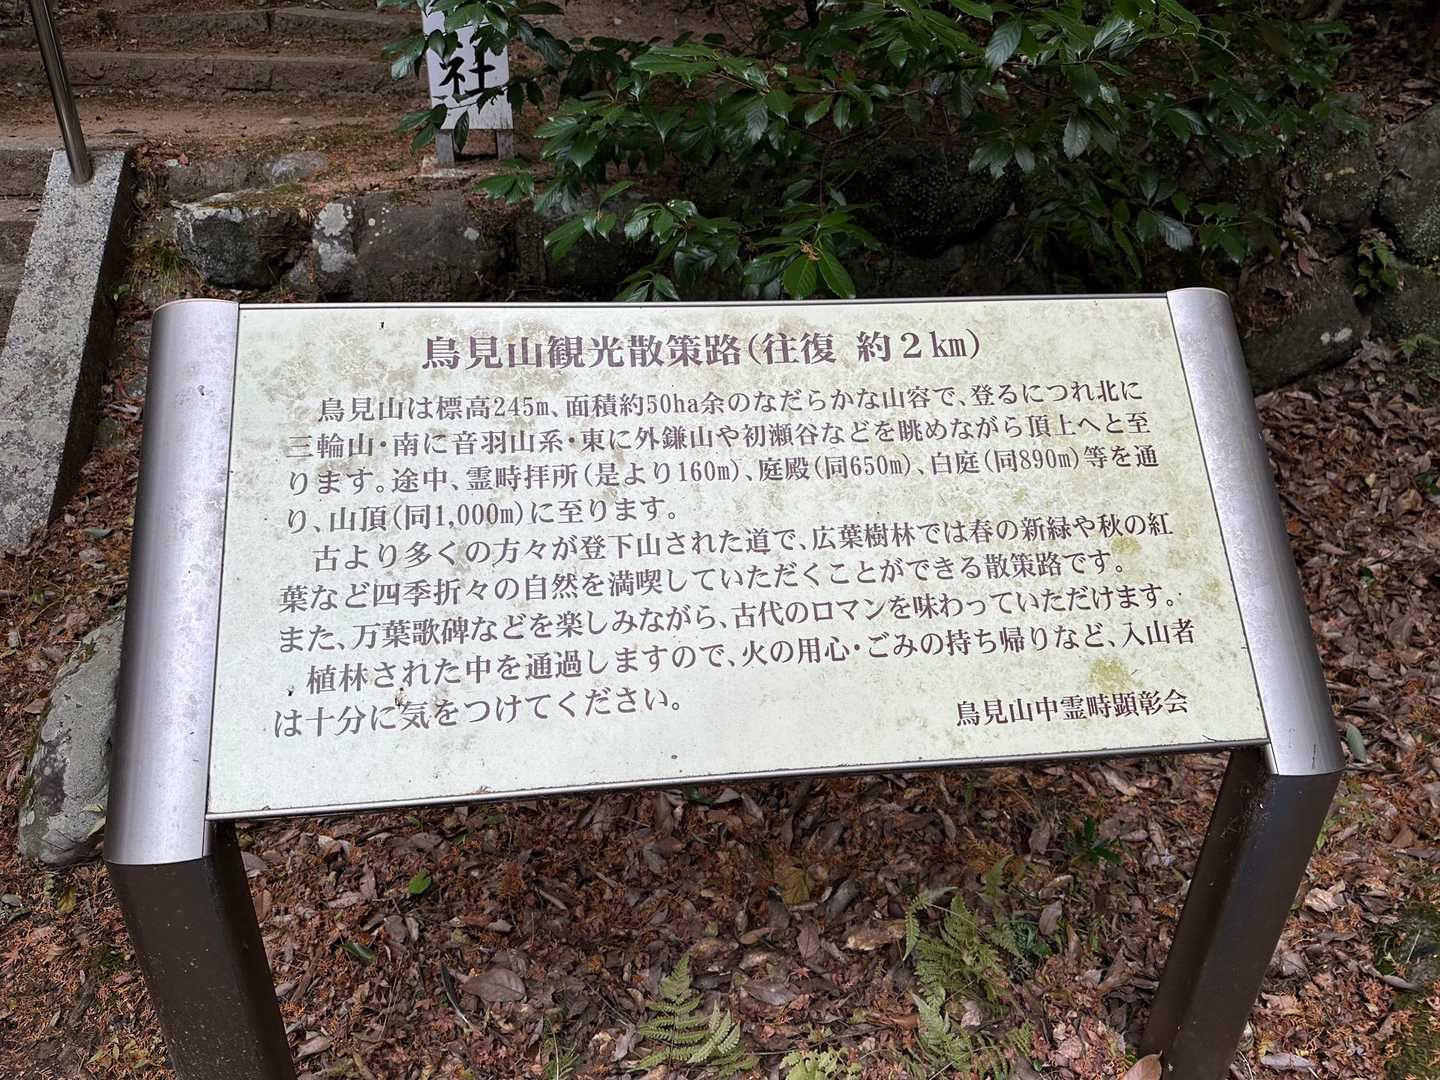 社
鳥見山観光散策路(往復 約2km)
鳥見山は標高245m、面積約50ha余のなだらかな山容で、登るにつれ北に
三輪山・南に音羽山系・東に外鎌山や初瀬谷などを眺めながら頂上へと至
ります。途中、霊畤拝所(是より160m)、庭殿(同650m)、白庭(同890m)等を通
り、山頂(同1,000m)に至ります。
古より多くの方々が登下山された道で、広葉樹林では春の新緑や秋の紅
葉など四季折々の自然を満喫していただくことができる散策路です。
また、万葉歌碑などを楽しみながら、古代のロマンを味わっていただけます。
植林された中を通過しますので、火の用心・ごみの持ち帰りなど、入山者
は十分に気をつけてください。
鳥見山中霊畤顕彰会